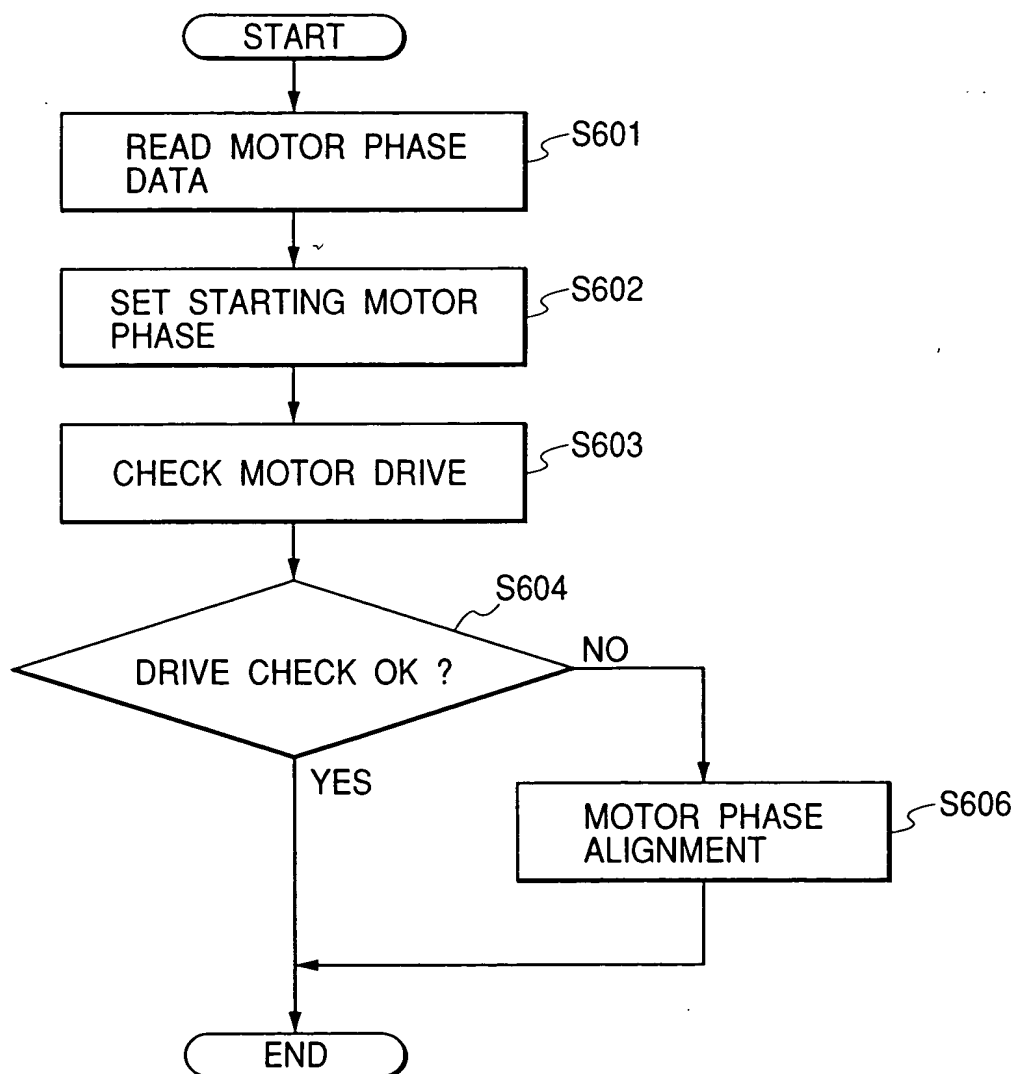 START
READ MOTOR PHASE
DATA
S601
SET STARTING MOTOR
PHASE
S602
CHECK MOTOR DRIVE
S603
S604
DRIVE CHECK OK ?
NO
YES
MOTOR PHASE
ALIGNMENT
S606
END